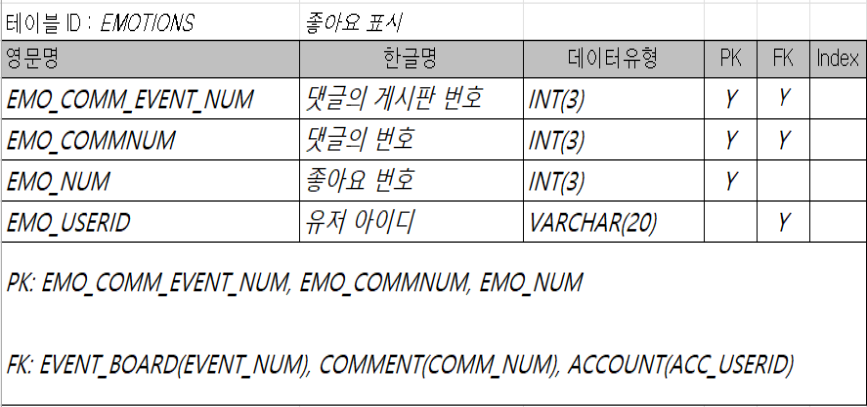 테이블 ID : EMOTIONS 좋아요 표시
영문명 한글명 데이터유형 PK FK Index
EMO_COMM_EVENT_NUM 댓글의 게시판 번호 INT(3) Y Y
EMO_COMMNUM 댓글의 번호 INT(3) Y Y
EMO_NUM 좋아요 번호 INT(3) Y
EMO_USERID 유저 아이디 VARCHAR(20) Y
PK: EMO_COMM_EVENT_NUM, EMO_COMMNUM, EMO_NUM
FK: EVENT_BOARD(EVENT_NUM), COMMENT(COMM_NUM), ACCOUNT(ACC_USERID)